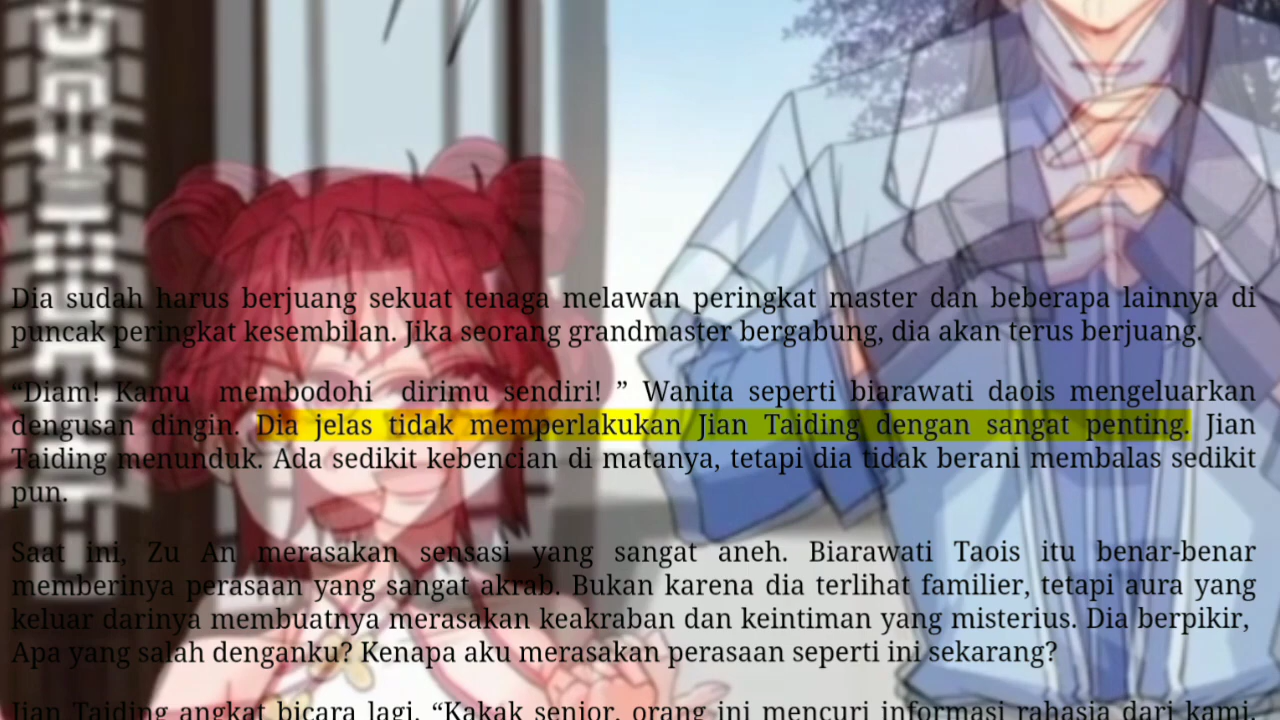 Dia sudah harus berjuang sekuat tenaga melawan peringkat master dan beberapa lainnya di
puncak peringkat kesembilan. Jika seorang grandmaster bergabung, dia akan terus berjuang.
“Diam! Kamu membodohi dirimu sendiri! ” Wanita seperti biarawati daois mengeluarkan
dengusan dingin. Dia jelas tidak memperlakukan Jian Taiding dengan sangat penting. Jian
Taiding menunduk. Ada sedikit kebencian di matanya, tetapi dia tidak berani membalas sedikit
pun.
Saat ini, Zu An merasakan sensasi yang sangat aneh. Biarawati Taois itu benar-benar
memberinya perasaan yang sangat akrab. Bukan karena dia terlihat familier, tetapi aura yang
keluar darinya membuatnya merasakan keakraban dan keintiman yang misterius. Dia berpikir,
Apa yang salah denganku? Kenapa aku merasakan perasaan seperti ini sekarang?
Jian Taiding angkat bicara lagi. “Kakak senior, orang ini mencuri informasi rahasia dari kami.